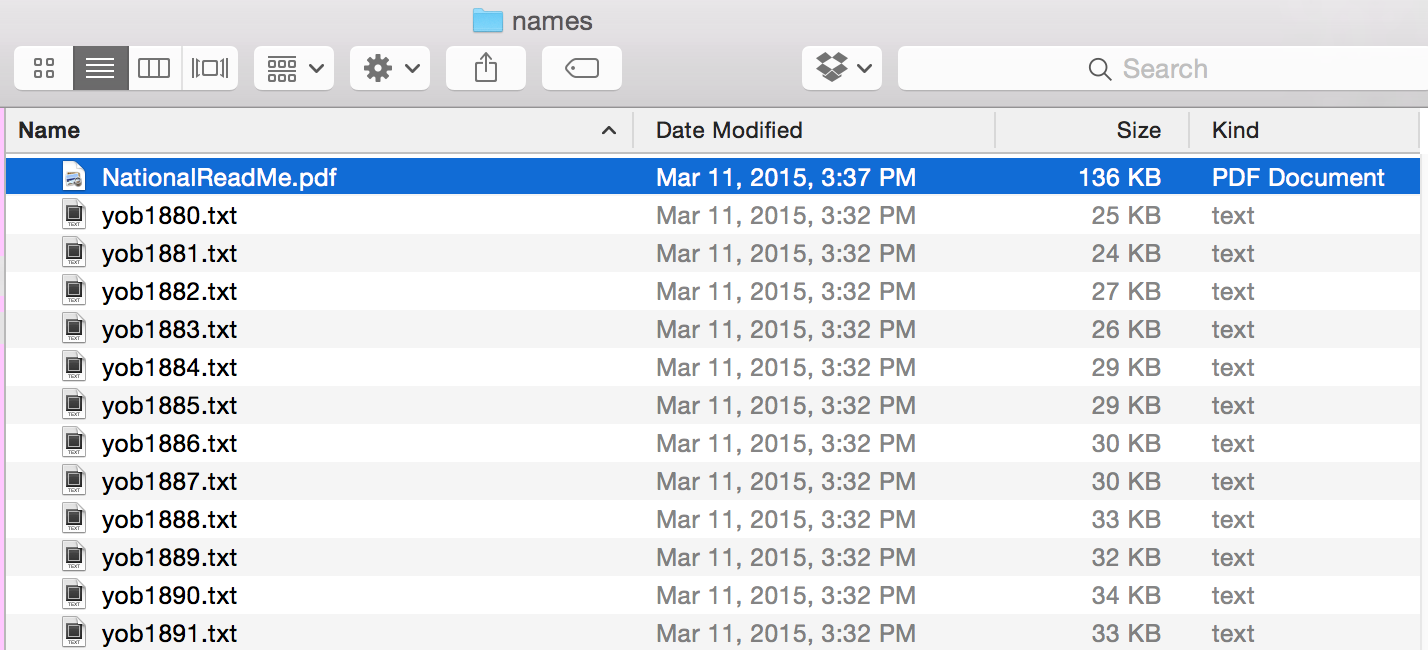 names
Search
Name Date Modified Size Kind
NationalReadMe.pdf Mar 11, 2015, 3:37 PM 136 KB PDF Document
yob1880.txt Mar 11, 2015, 3:32 PM 25 KB text
yob1881.txt Mar 11, 2015, 3:32 PM 24 KB text
yob1882.txt Mar 11, 2015, 3:32 PM 27 KB text
yob1883.txt Mar 11, 2015, 3:32 PM 26 KB text
yob1884.txt Mar 11, 2015, 3:32 PM 29 KB text
yob1885.txt Mar 11, 2015, 3:32 PM 29 KB text
yob1886.txt Mar 11, 2015, 3:32 PM 30 KB text
yob1887.txt Mar 11, 2015, 3:32 PM 30 KB text
yob1888.txt Mar 11, 2015, 3:32 PM 33 KB text
yob1889.txt Mar 11, 2015, 3:32 PM 32 KB text
yob1890.txt Mar 11, 2015, 3:32 PM 34 KB text
yob1891.txt Mar 11, 2015, 3:32 PM 33 KB text